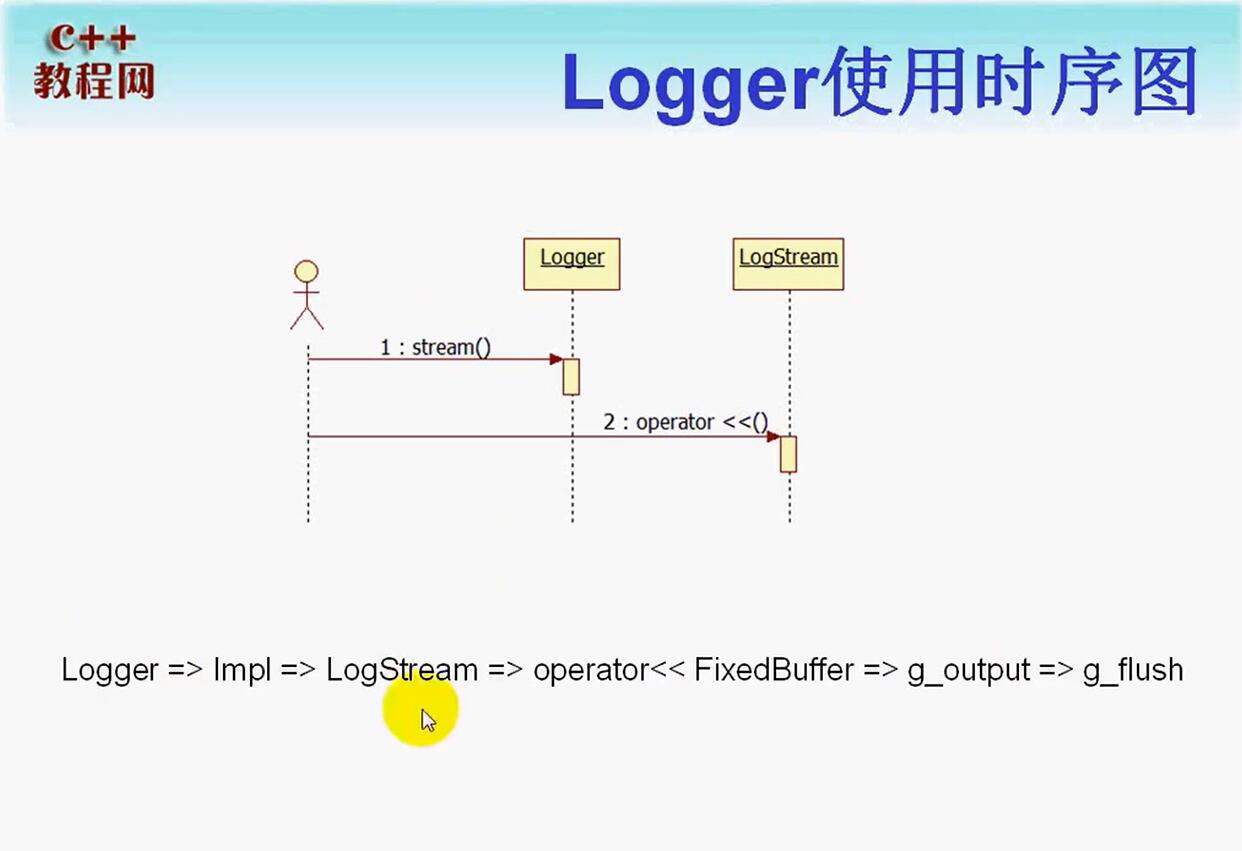 C++
教程网
Logger使用时序图
Logger
LogStream
1 : stream()
2 : operator <<()
Logger => Impl => LogStream => operator<< FixedBuffer => g_output => g_flush